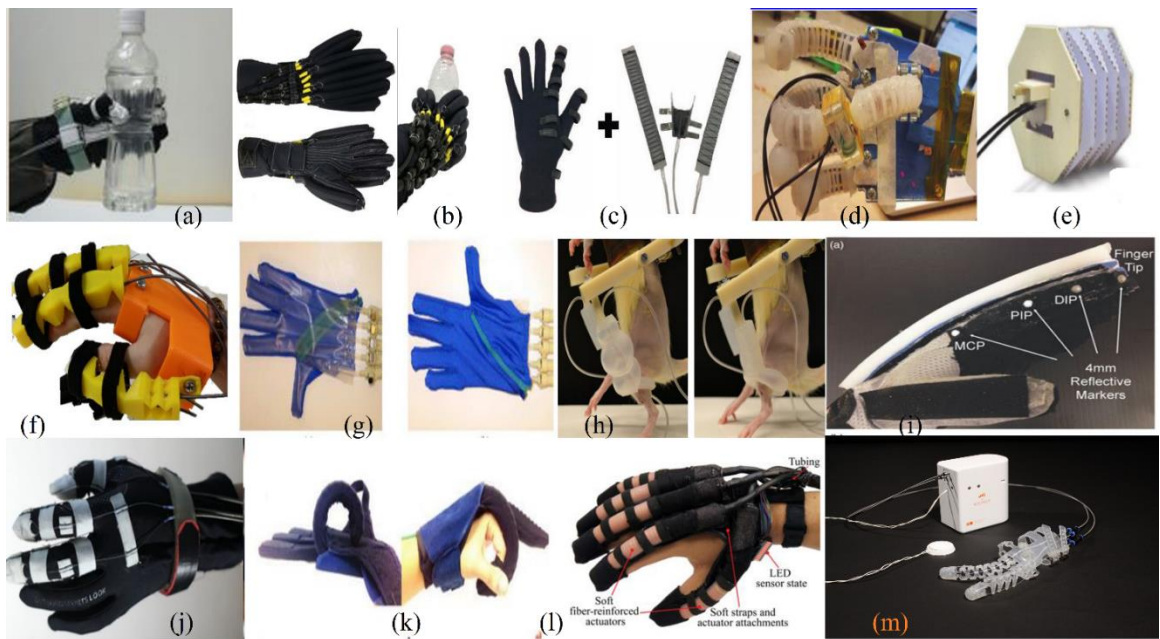 (a)
(b)
(c)
(d)
(e)
(f)
(g)
(h)
(a)
Finger
Tip
DIP
PIP
MCP
4mm
Reflective
Markers
(i)
(j)
(k)
(l)
Tubing
LED
sensor state
Soft
fiber-reinforced
actuators
Soft straps and
actuator attachments
(m)